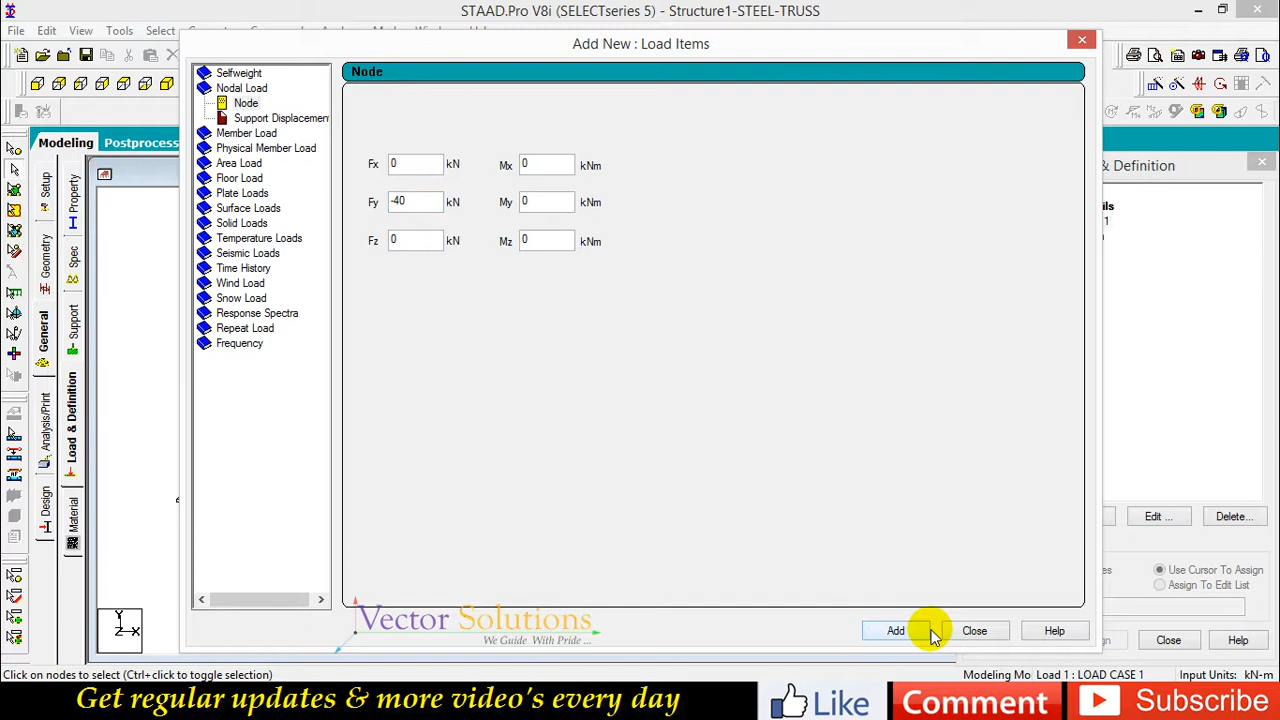 STAAD.Pro V8i (SELECTseries 5) - Structure1-STEEL-TRUSS
File Edit View Tools Select
Add New : Load Items
Selfweight
Nodal Load
Node
Support Displacemen
Member Load
Physical Member Load
Area Load
Floor Load
Plate Loads
Surface Loads
Solid Loads
Temperature Loads
Seismic Loads
Time History
Wind Load
Snow Load
Response Spectra
Repeat Load
Frequency
Node
Fx 0 kN Mx 0 kNm
Fy -40 kN My 0 kNm
Fz 0 kN Mz 0 kNm
Add Close Help
Modeling Postproces
Setup
Geometry
General
Analysis/Print
Design
Property
Spec
Support
Load & Definition
Material
& Definition
ils
1
Edit ... Delete...
es
Use Cursor To Assign
Assign To Edit List
gn Close Help
Y
Z X
Vector Solutions
We Guide With Pride ...
Click on nodes to select (Ctrl+click to toggle selection)
Modeling Mo Load 1 : LOAD CASE 1 Input Units: kN-m
Get regular updates & more video's every day
Like
Comment
Subscribe